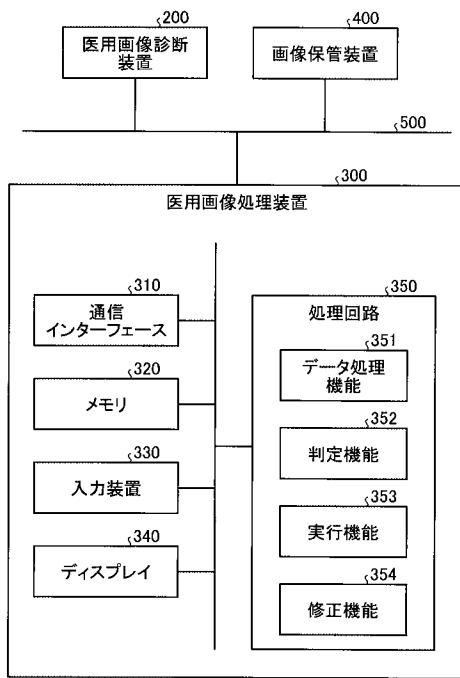 200
医用画像診断
装置
400
画像保管装置
500
300
医用画像処理装置
310
通信
インターフェース
320
メモリ
330
入力装置
340
ディスプレイ
350
処理回路
351
データ処理
機能
352
判定機能
353
実行機能
354
修正機能